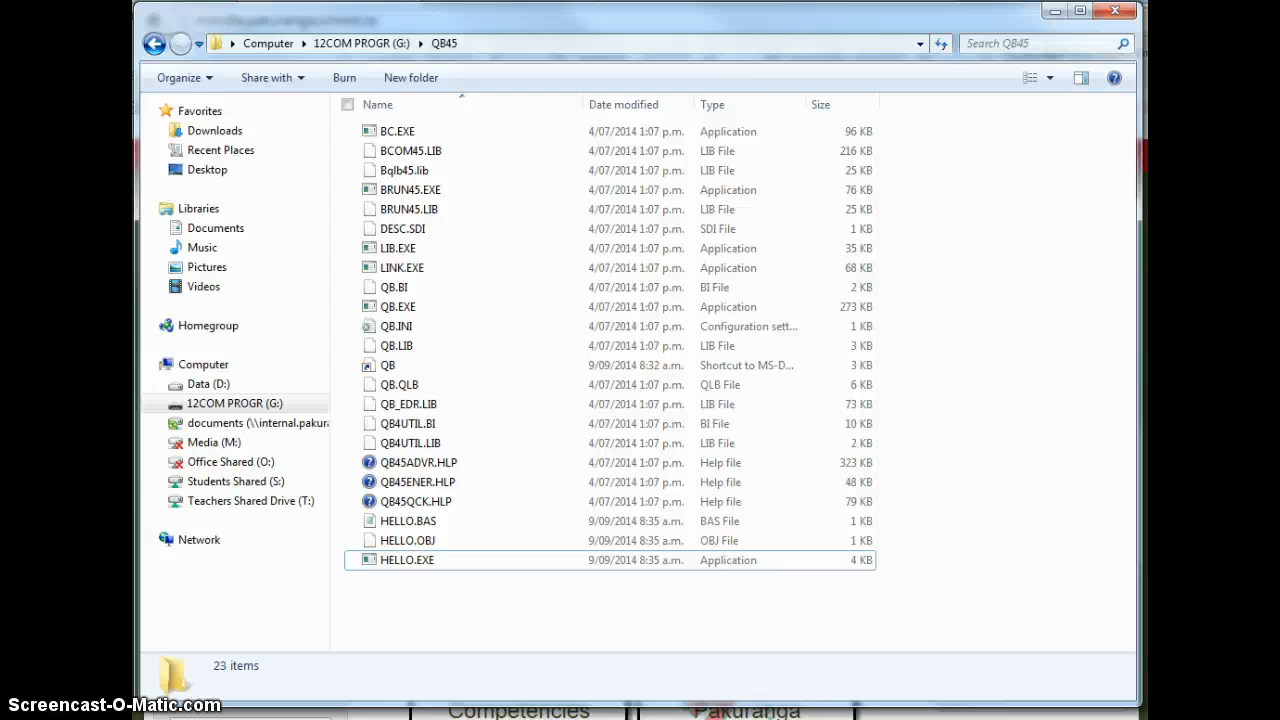 Computer ▸ 12COM PROGR (G:) ▸ QB45
Search QB45
Organize Share with Burn New folder
Name Date modified Type Size
Favorites
Downloads
Recent Places
Desktop
Libraries
Documents
Music
Pictures
Videos
Homegroup
Computer
Data (D:)
12COM PROGR (G:)
documents (\\internal.pakura
Media (M:)
Office Shared (O:)
Students Shared (S:)
Teachers Shared Drive (T:)
Network
BC.EXE 4/07/2014 1:07 p.m. Application 96 KB
BCOM45.LIB 4/07/2014 1:07 p.m. LIB File 216 KB
Bqlb45.lib 4/07/2014 1:07 p.m. LIB File 25 KB
BRUN45.EXE 4/07/2014 1:07 p.m. Application 76 KB
BRUN45.LIB 4/07/2014 1:07 p.m. LIB File 25 KB
DESC.SDI 4/07/2014 1:07 p.m. SDI File 1 KB
LIB.EXE 4/07/2014 1:07 p.m. Application 35 KB
LINK.EXE 4/07/2014 1:07 p.m. Application 68 KB
QB.BI 4/07/2014 1:07 p.m. BI File 2 KB
QB.EXE 4/07/2014 1:07 p.m. Application 273 KB
QB.INI 4/07/2014 1:07 p.m. Configuration sett... 1 KB
QB.LIB 4/07/2014 1:07 p.m. LIB File 3 KB
QB 9/09/2014 8:32 a.m. Shortcut to MS-D... 3 KB
QB.QLB 4/07/2014 1:07 p.m. QLB File 6 KB
QB_EDR.LIB 4/07/2014 1:07 p.m. LIB File 73 KB
QB4UTIL.BI 4/07/2014 1:07 p.m. BI File 10 KB
QB4UTIL.LIB 4/07/2014 1:07 p.m. LIB File 2 KB
QB45ADVR.HLP 4/07/2014 1:07 p.m. Help file 323 KB
QB45ENER.HLP 4/07/2014 1:07 p.m. Help file 48 KB
QB45QCK.HLP 4/07/2014 1:07 p.m. Help file 79 KB
HELLO.BAS 9/09/2014 8:35 a.m. BAS File 1 KB
HELLO.OBJ 9/09/2014 8:35 a.m. OBJ File 1 KB
HELLO.EXE 9/09/2014 8:35 a.m. Application 4 KB
23 items
Screencast-O-Matic.com
Competencies Pakuranga